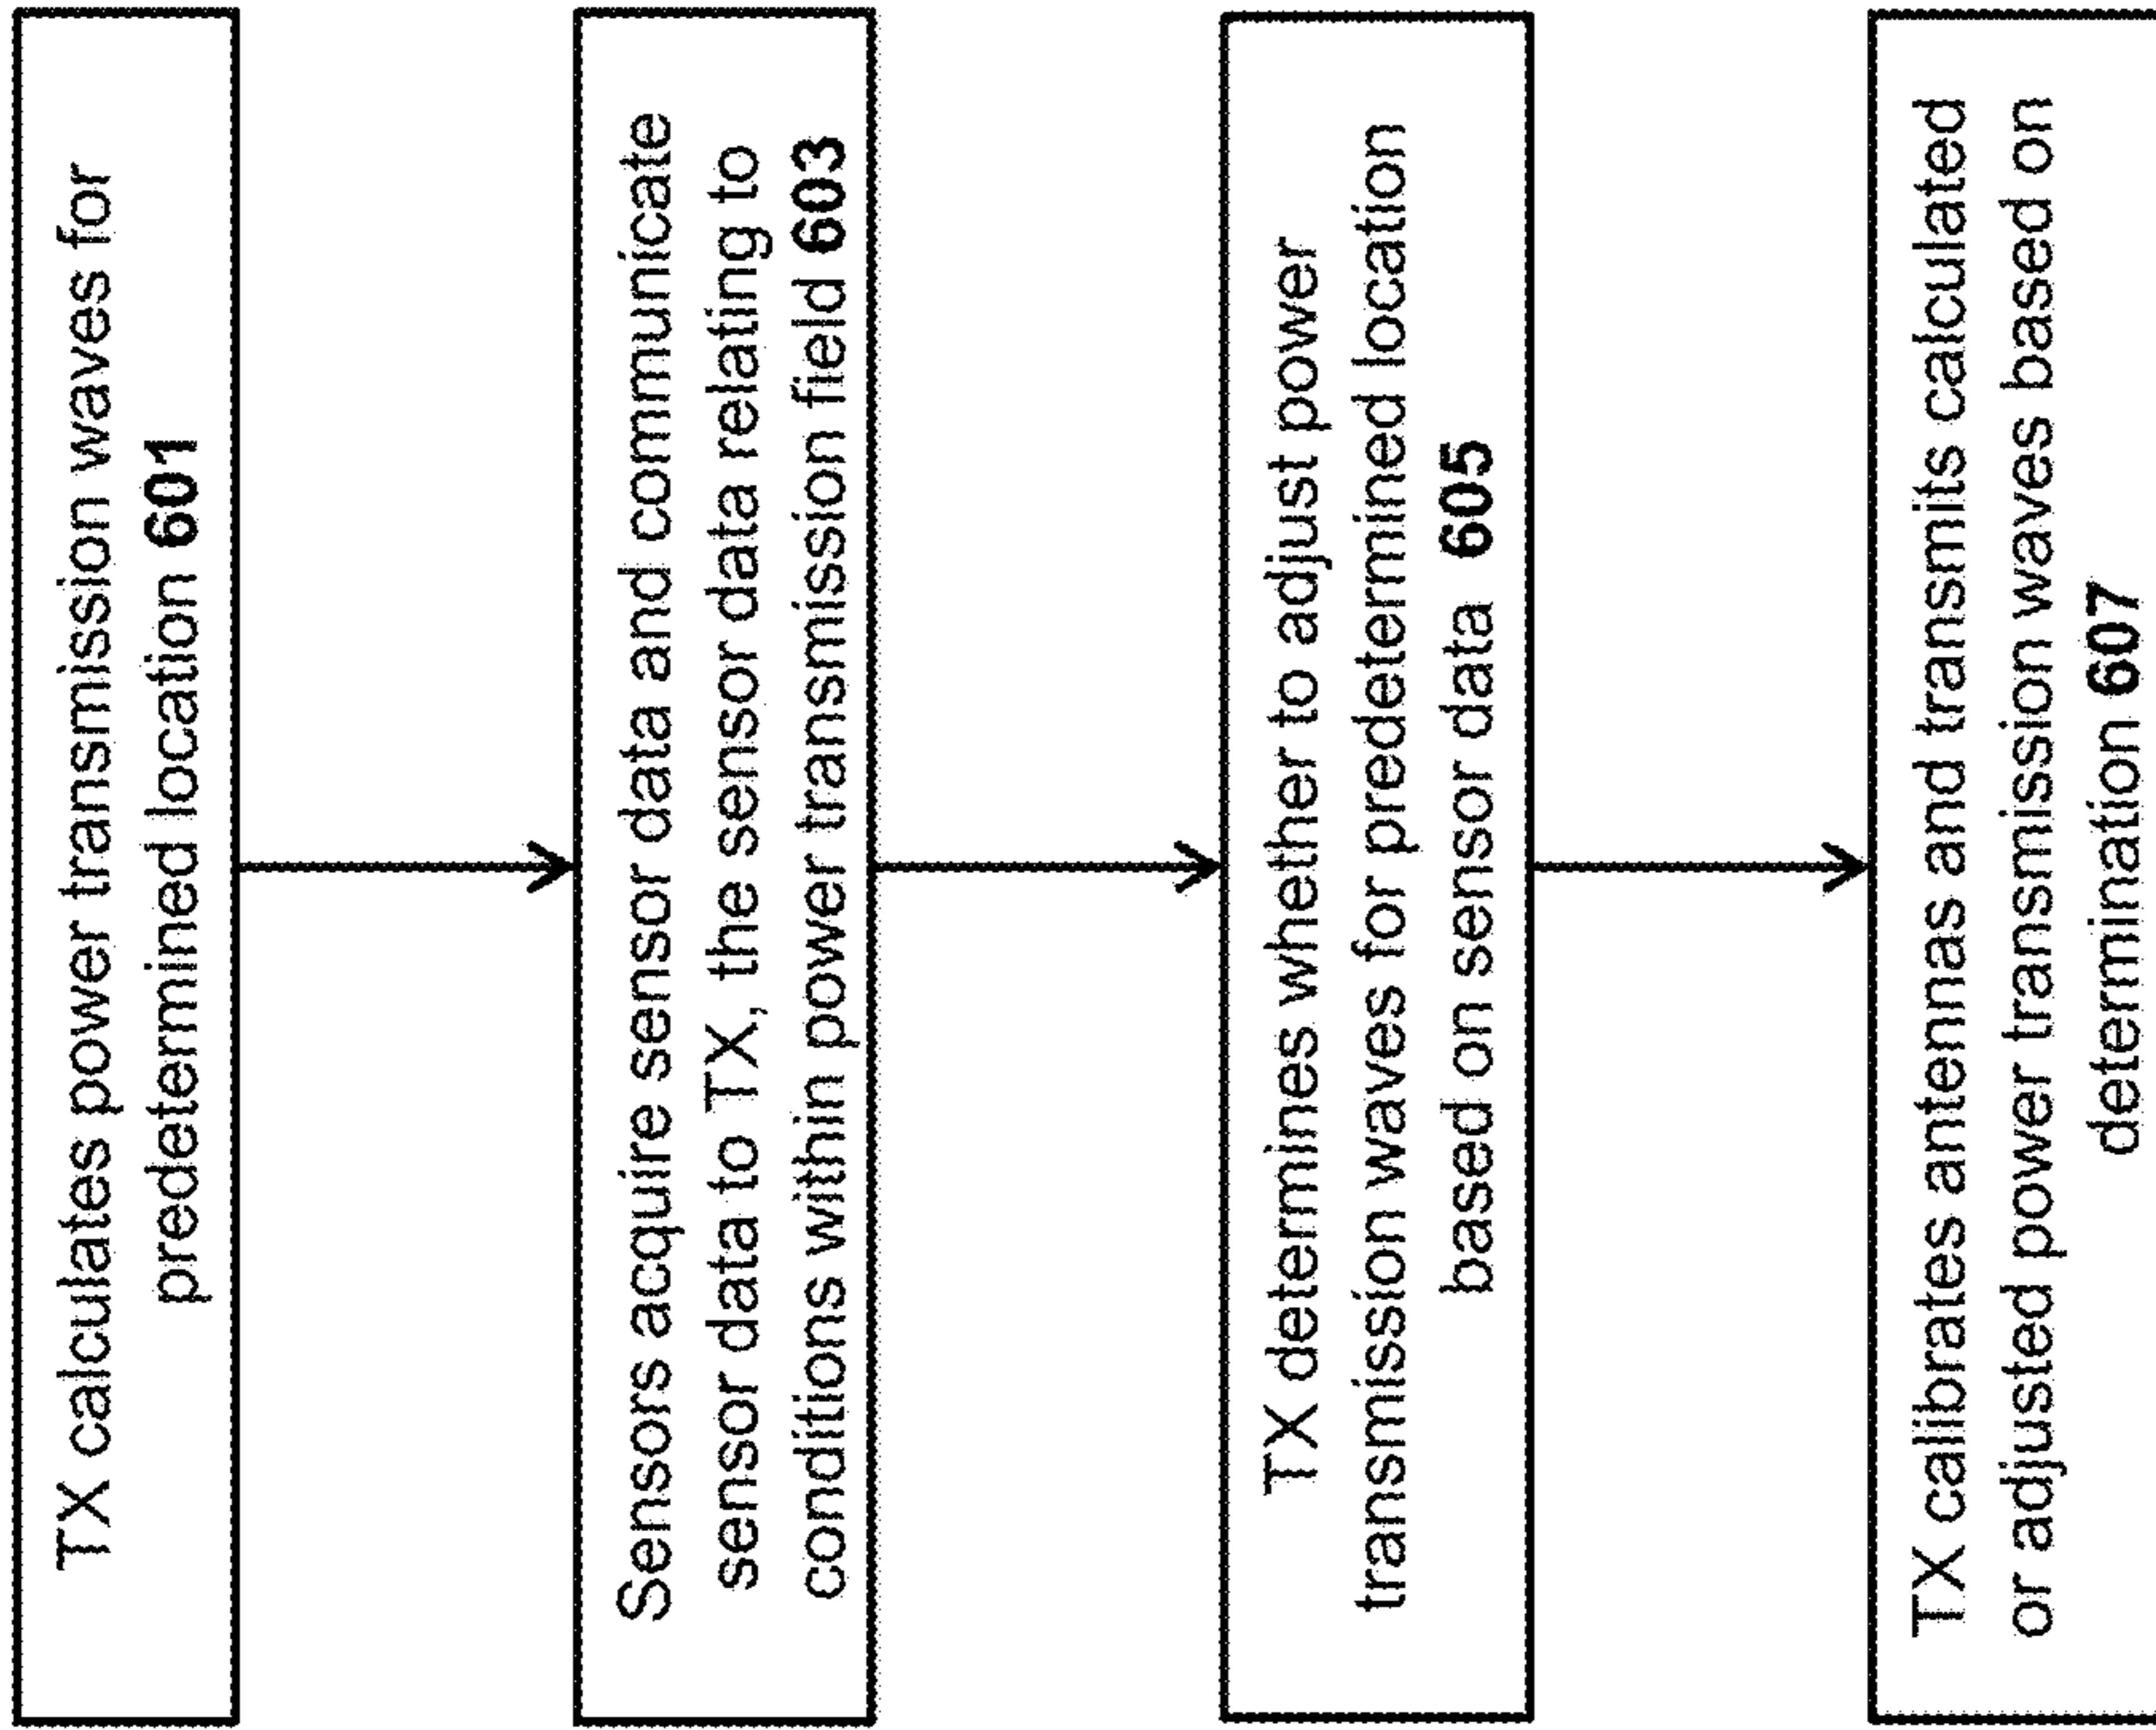 TX calculates power transmission waves for
predetermined location 601
Sensors acquire sensor data and communicate
sensor data to TX, the sensor data relating to
conditions within power transmission field 603
TX determines whether to adjust power
transmission waves for predetermined location
based on sensor data 605
TX calibrates antennas and transmits calculated
or adjusted power transmission waves based on
determination 607